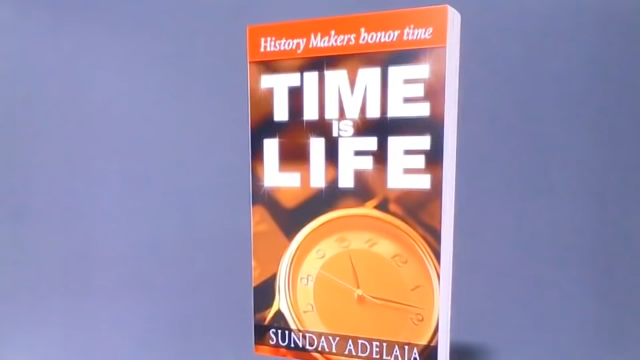 History Makers honor time
TIME
IS
LIFE
SUNDAY ADELAJA